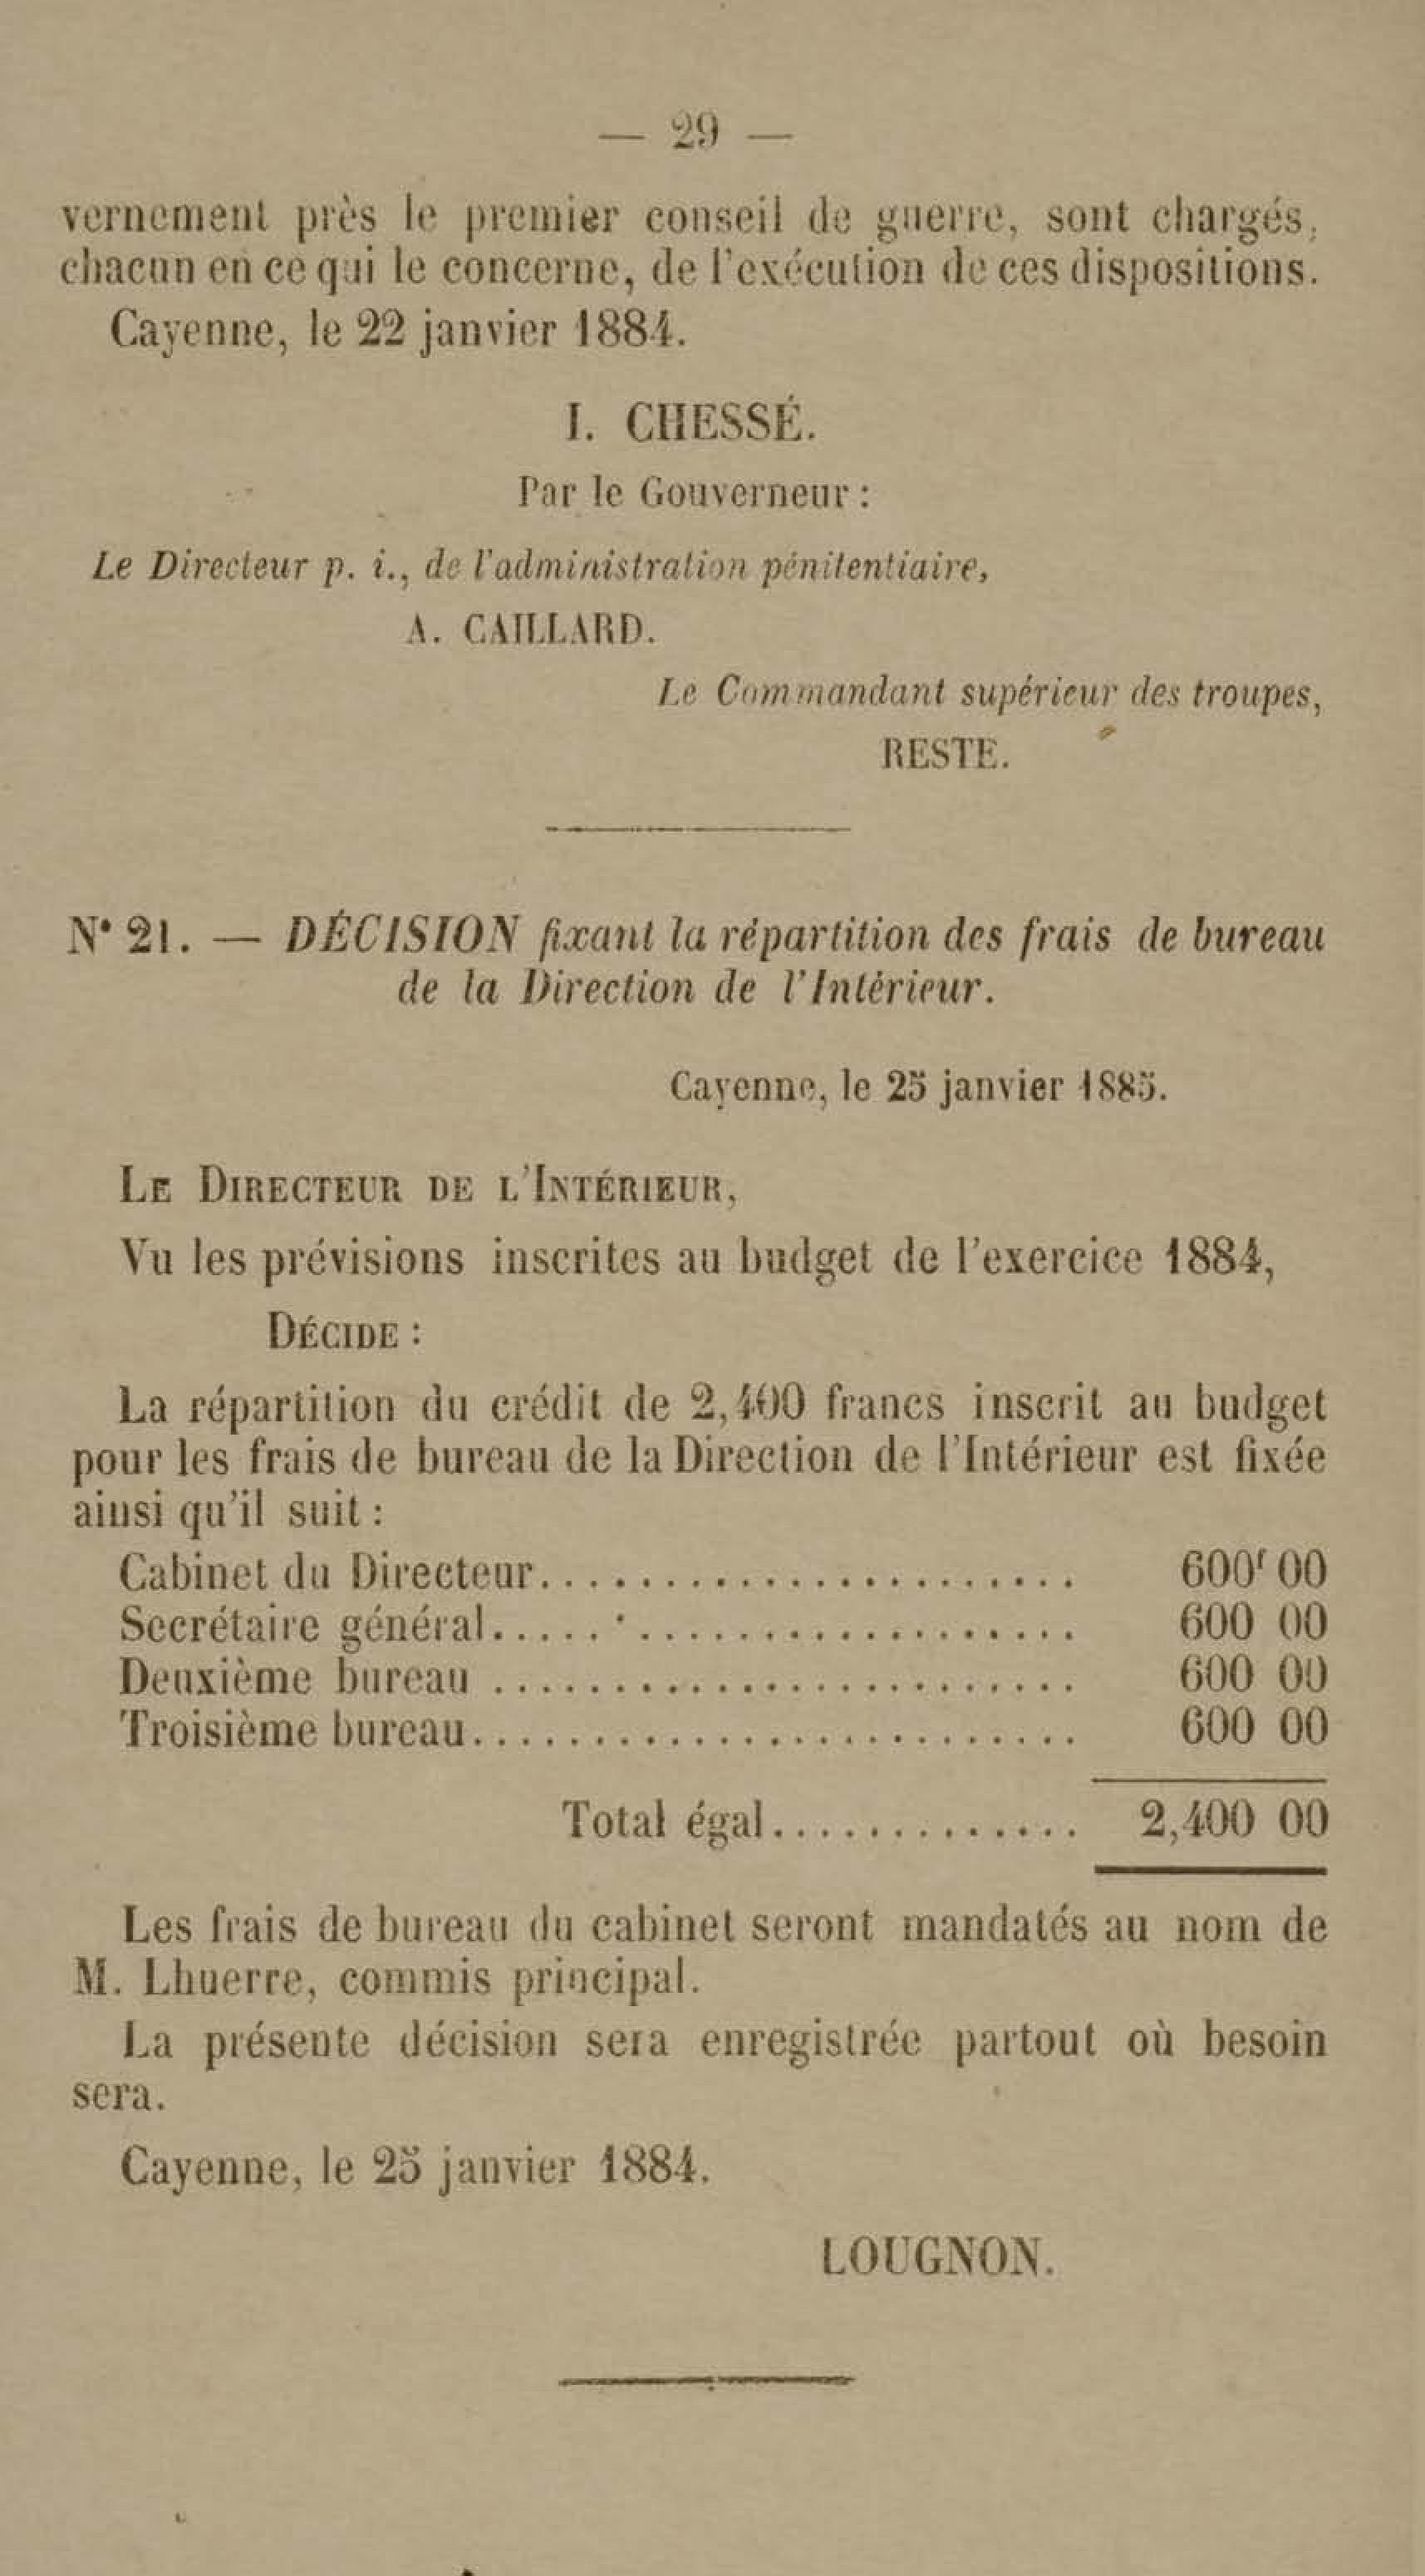 — 29 —
vernement près le premier conseil de guerre, sont chargés,
chacun en ce qui le concerne, de l'exécution de ces dispositions.
Cayenne, le 22 janvier 1884.
I. CHESSÉ.
Par le Gouverneur :
Le Directeur p. i., de l'administration pénitentiaire,
A. CAILLARD.
Le Commandant supérieur des troupes,
RESTE.
N° 21. — DÉCISION fixant la répartition des frais de bureau
de la Direction de l'Intérieur.
Cayenne, le 25 janvier 1885.
LE DIRECTEUR DE L'INTÉRIEUR,
Vu les prévisions inscrites au budget de l'exercice 1884,
DÉCIDE :
La répartition du crédit de 2,400 francs inscrit au budget
pour les frais de bureau de la Direction de l'Intérieur est fixée
ainsi qu'il suit :
Cabinet du Directeur....................... 600f 00
Secrétaire général........................ 600 00
Deuxième bureau ........................ 600 00
Troisième bureau......................... 600 00
Total égal............. 2,400 00
Les frais de bureau du cabinet seront mandatés au nom de
M. Lhuerre, commis principal.
La présente décision sera enregistrée partout où besoin
sera.
Cayenne, le 25 janvier 1884.
LOUGNON.